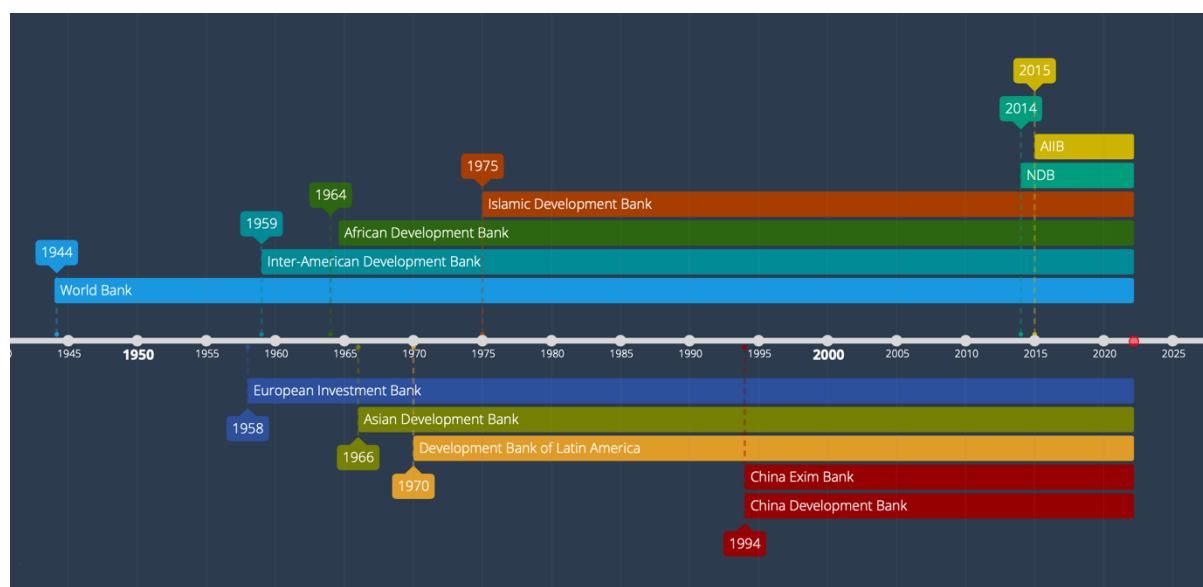 2015
2014
AIIB
NDB
1975
Islamic Development Bank
1964
African Development Bank
1959
Inter-American Development Bank
1944
World Bank
1945 1950 1955 1960 1965 1970 1975 1980 1985 1990 1995 2000 2005 2010 2015 2020 2025
European Investment Bank
1958
Asian Development Bank
1966
Development Bank of Latin America
1970
China Exim Bank
China Development Bank
1994